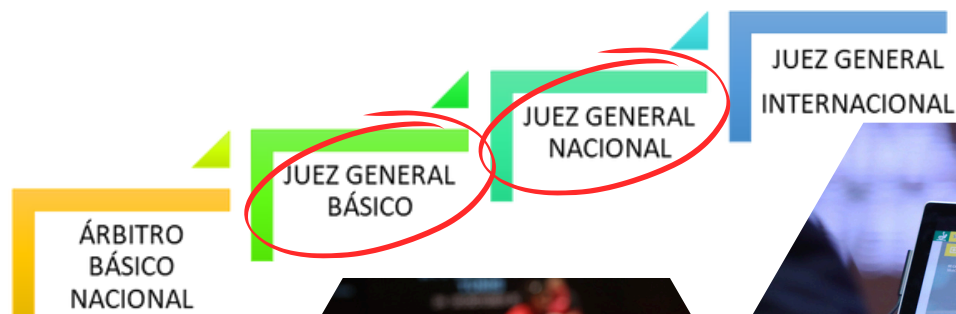 JUEZ GENERAL
INTERNACIONAL
JUEZ GENERAL
NACIONAL
JUEZ GENERAL
BÁSICO
ÁRBITRO
BÁSICO
NACIONAL